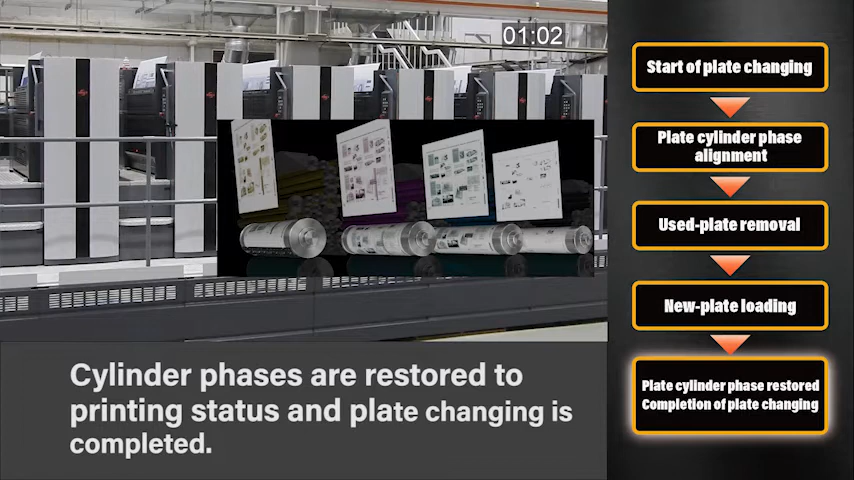 01:02
Start of plate changing
Plate cylinder phase
alignment
Used-plate removal
New-plate loading
Plate cylinder phase restored
Completion of plate changing
Cylinder phases are restored to
printing status and plate changing is
completed.